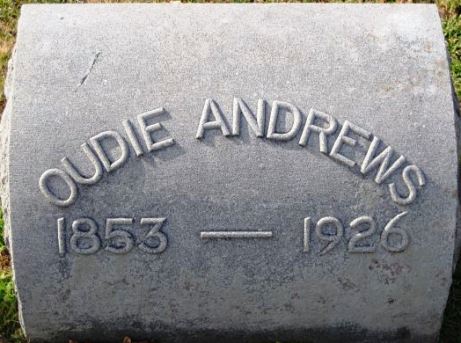 OUDIE ANDREWS
1853 — 1926